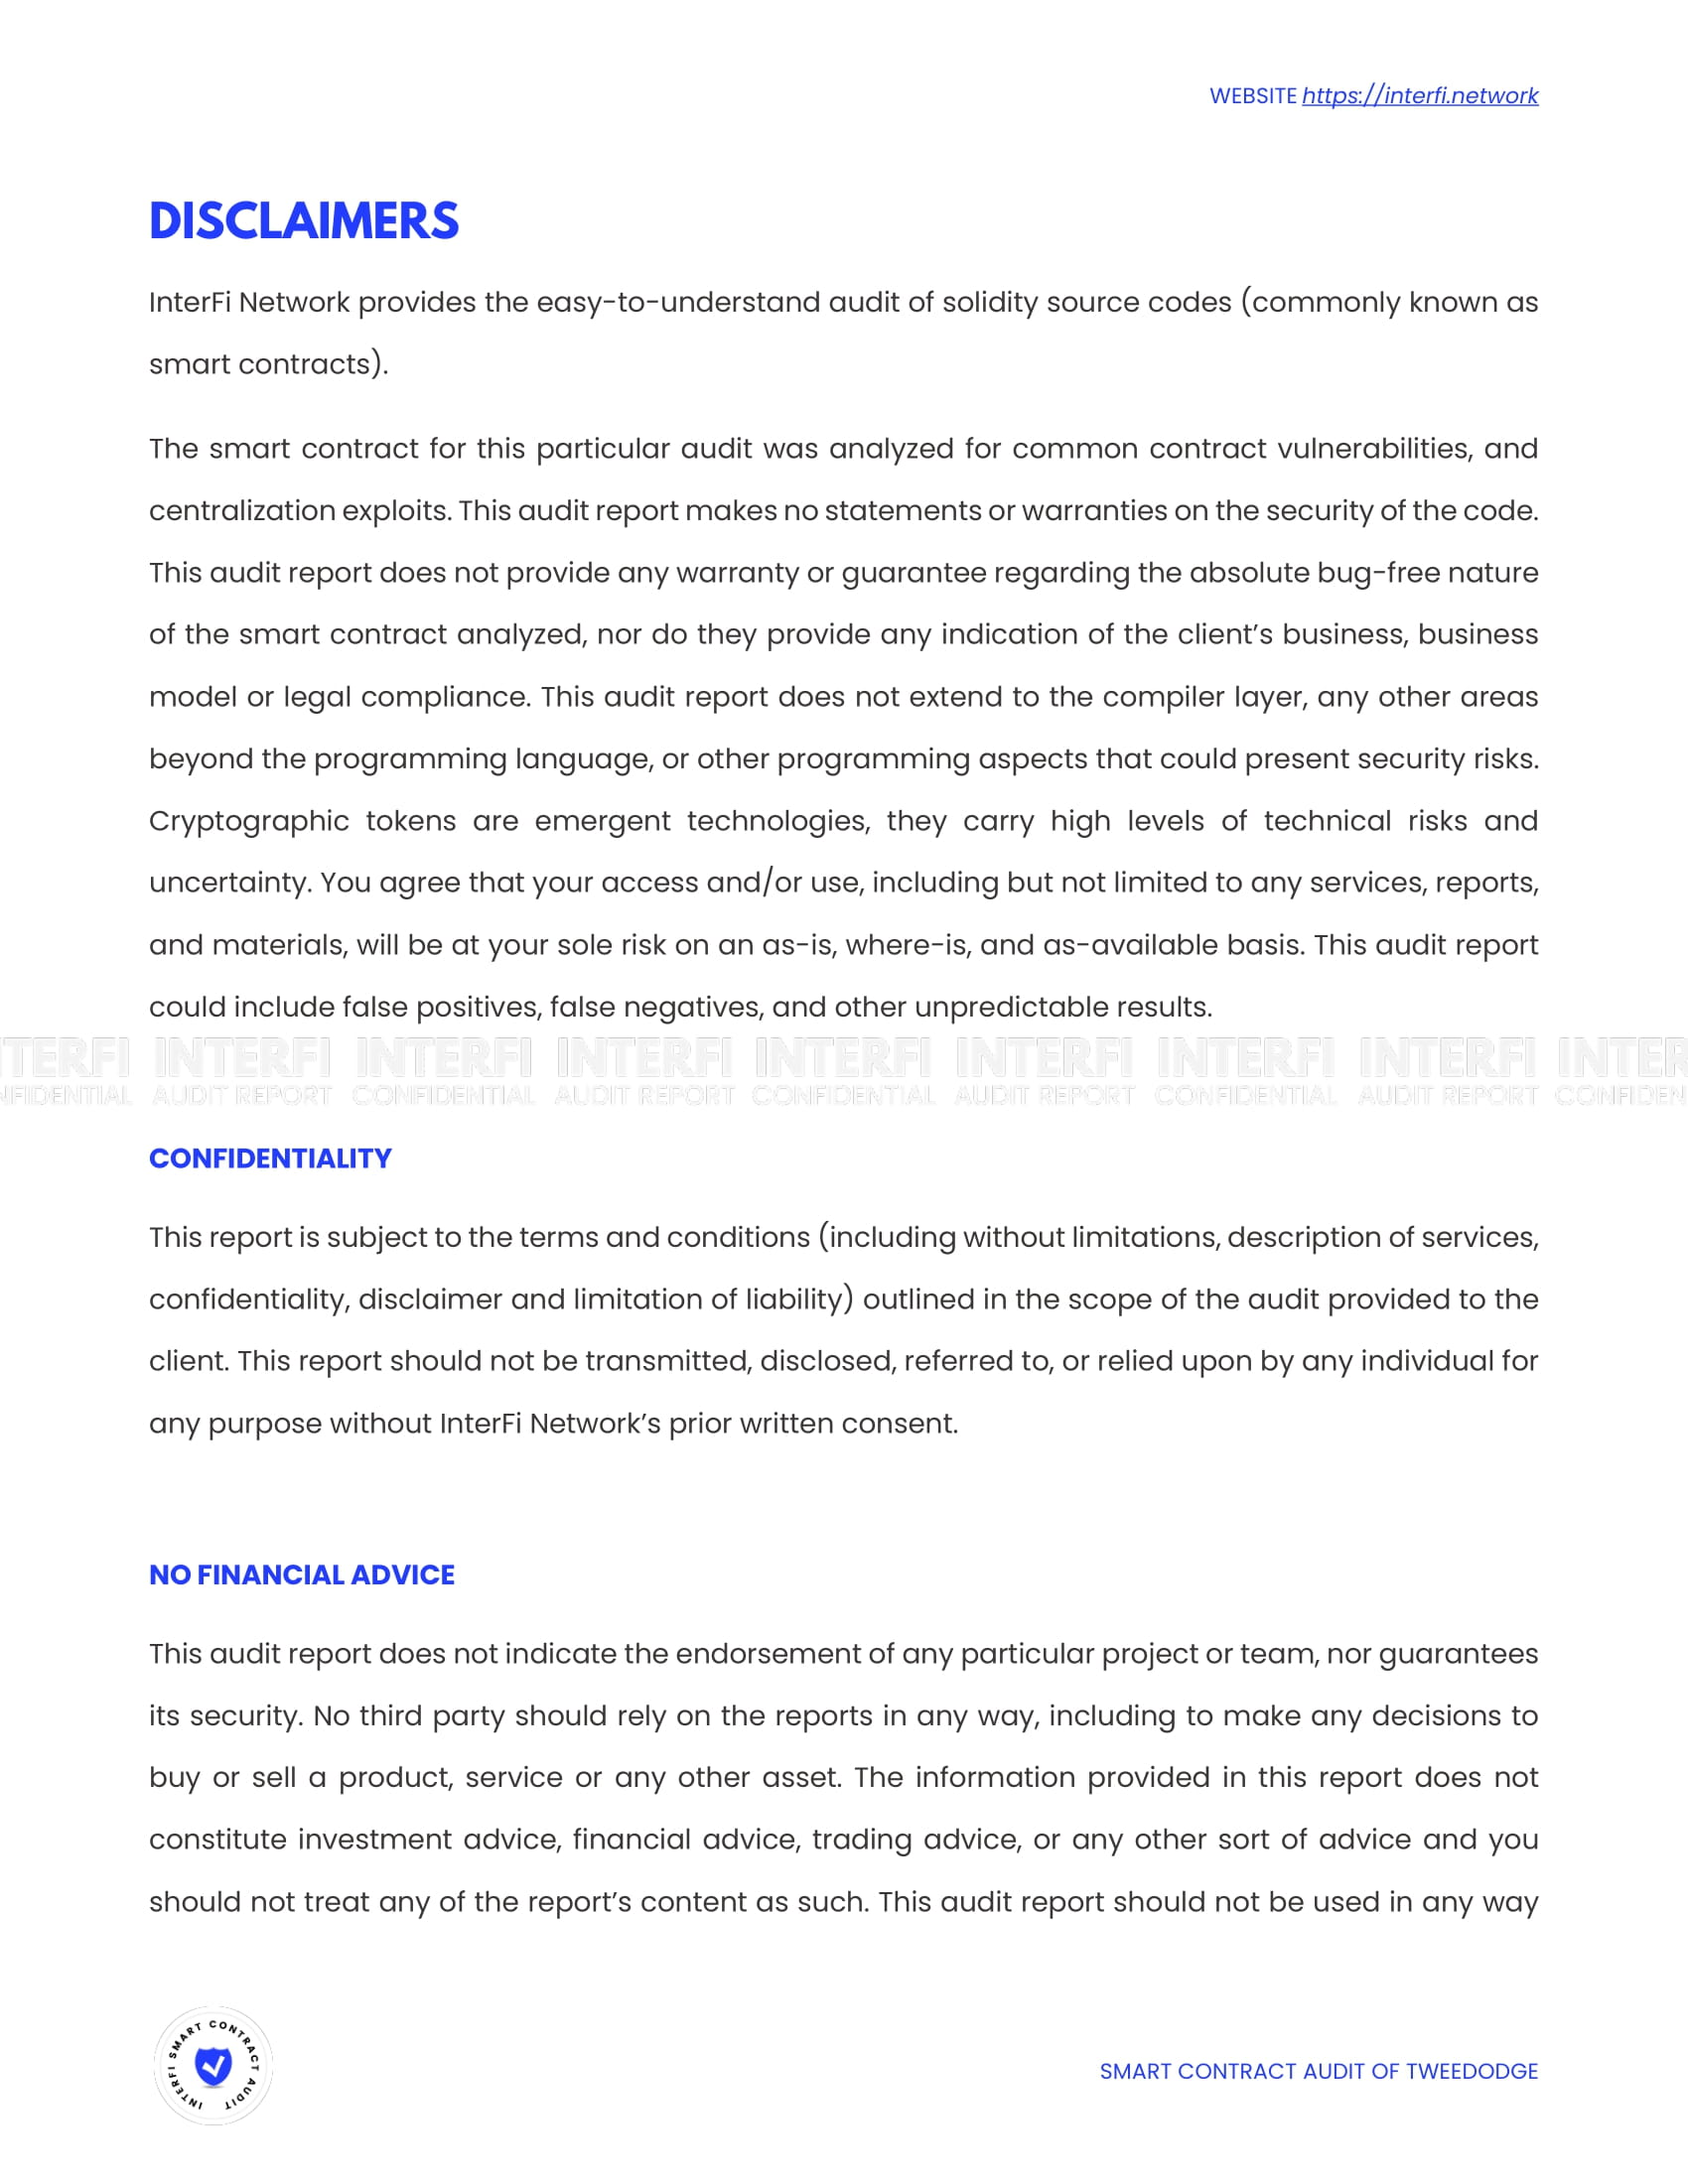 WEBSITE https://interfi.network
DISCLAIMERS
InterFi Network provides the easy-to-understand audit of solidity source codes (commonly known as
smart contracts).
The smart contract for this particular audit was analyzed for common contract vulnerabilities, and
centralization exploits. This audit report makes no statements or warranties on the security of the code.
This audit report does not provide any warranty or guarantee regarding the absolute bug-free nature
of the smart contract analyzed, nor do they provide any indication of the client’s business, business
model or legal compliance. This audit report does not extend to the compiler layer, any other areas
beyond the programming language, or other programming aspects that could present security risks.
Cryptographic tokens are emergent technologies, they carry high levels of technical risks and
uncertainty. You agree that your access and/or use, including but not limited to any services, reports,
and materials, will be at your sole risk on an as-is, where-is, and as-available basis. This audit report
could include false positives, false negatives, and other unpredictable results.
TERFI INTERFI INTERFI INTERFI INTERFI INTERFI INTERFI INTERFI INTER
NFIDENTIAL AUDIT REPORT CONFIDENTIAL AUDIT REPORT CONFIDENTIAL AUDIT REPORT CONFIDENTIAL AUDIT REPORT CONFIDEN
CONFIDENTIALITY
This report is subject to the terms and conditions (including without limitations, description of services,
confidentiality, disclaimer and limitation of liability) outlined in the scope of the audit provided to the
client. This report should not be transmitted, disclosed, referred to, or relied upon by any individual for
any purpose without InterFi Network’s prior written consent.
NO FINANCIAL ADVICE
This audit report does not indicate the endorsement of any particular project or team, nor guarantees
its security. No third party should rely on the reports in any way, including to make any decisions to
buy or sell a product, service or any other asset. The information provided in this report does not
constitute investment advice, financial advice, trading advice, or any other sort of advice and you
should not treat any of the report’s content as such. This audit report should not be used in any way
INTERFI SMART CONTRACT AUDIT
SMART CONTRACT AUDIT OF TWEEDODGE